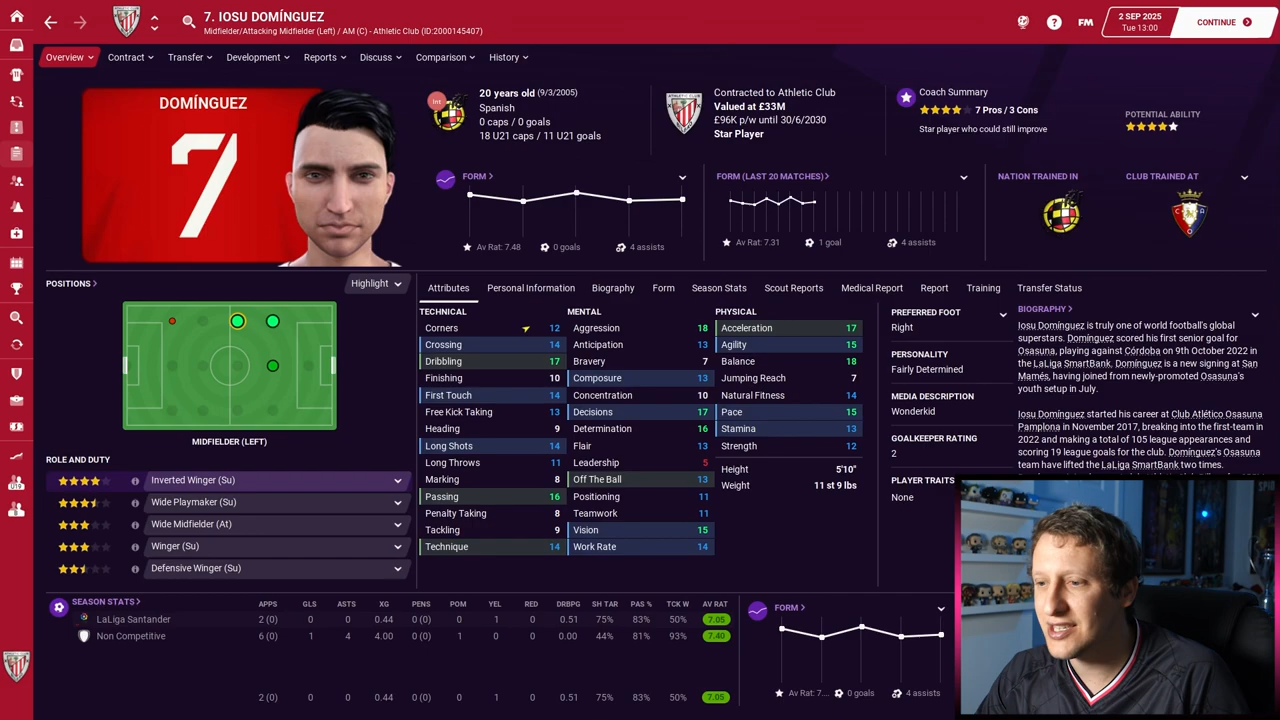 7. IOSU DOMÍNGUEZ
Midfielder/Attacking Midfielder (Left) / AM (C) - Athletic Club (ID:2000145407)
FM
2 SEP 2025
Tue 13:00
CONTINUE
Overview
Contract
Transfer
Development
Reports
Discuss
Comparison
History
DOMÍNGUEZ
7
Int
20 years old (9/3/2005)
Spanish
0 caps / 0 goals
18 U21 caps / 11 U21 goals
Contracted to Athletic Club
Valued at £33M
£96K p/w until 30/6/2030
Star Player
Coach Summary
7 Pros / 3 Cons
Star player who could still improve
POTENTIAL ABILITY
FORM
Av Rat: 7.48
0 goals
4 assists
FORM (LAST 20 MATCHES)
Av Rat: 7.31
1 goal
4 assists
NATION TRAINED IN
CLUB TRAINED AT
POSITIONS
Highlight
MIDFIELDER (LEFT)
ROLE AND DUTY
Inverted Winger (Su)
Wide Playmaker (Su)
Wide Midfielder (At)
Winger (Su)
Defensive Winger (Su)
Attributes
Personal Information
Biography
Form
Season Stats
Scout Reports
Medical Report
Report
Training
Transfer Status
TECHNICAL
Corners 12
Crossing 14
Dribbling 17
Finishing 10
First Touch 14
Free Kick Taking 13
Heading 9
Long Shots 14
Long Throws 11
Marking 8
Passing 16
Penalty Taking 8
Tackling 9
Technique 14
MENTAL
Aggression 18
Anticipation 13
Bravery 7
Composure 13
Concentration 10
Decisions 17
Determination 16
Flair 13
Leadership 5
Off The Ball 13
Positioning 11
Teamwork 11
Vision 15
Work Rate 14
PHYSICAL
Acceleration 17
Agility 15
Balance 18
Jumping Reach 7
Natural Fitness 14
Pace 15
Stamina 13
Strength 12
Height 5'10"
Weight 11 st 9 lbs
PREFERRED FOOT
Right
PERSONALITY
Fairly Determined
MEDIA DESCRIPTION
Wonderkid
GOALKEEPER RATING
2
PLAYER TRAITS
None
BIOGRAPHY
Iosu Domínguez is truly one of world football's global
superstars. Domínguez scored his first senior goal for
Osasuna, playing against Córdoba on 9th October 2022 in
the LaLiga SmartBank. Domínguez is a new signing at San
Mamés, having joined from newly-promoted Osasuna's
youth setup in July.
Iosu Domínguez started his career at Club Atlético Osasuna
Pamplona in November 2017, breaking into the first-team in
2022 and making a total of 105 league appearances and
scoring 19 league goals for the club. Domínguez's Osasuna
team have lifted the LaLiga SmartBank two times.
SEASON STATS
APPS GLS ASTS XG PENS POM YEL RED DRBPG SH TAR PAS % TCK W AV RAT
LaLiga Santander 2 (0) 0 0 0.44 0 (0) 0 1 0 0.51 75% 83% 50% 7.05
Non Competitive 6 (0) 1 4 4.00 0 (0) 1 0 0 0.00 44% 81% 93% 7.40
2 (0) 0 0 0.44 0 (0) 0 1 0 0.51 75% 83% 50% 7.05
FORM
Av Rat: 7....
0 goals
4 assists
U19